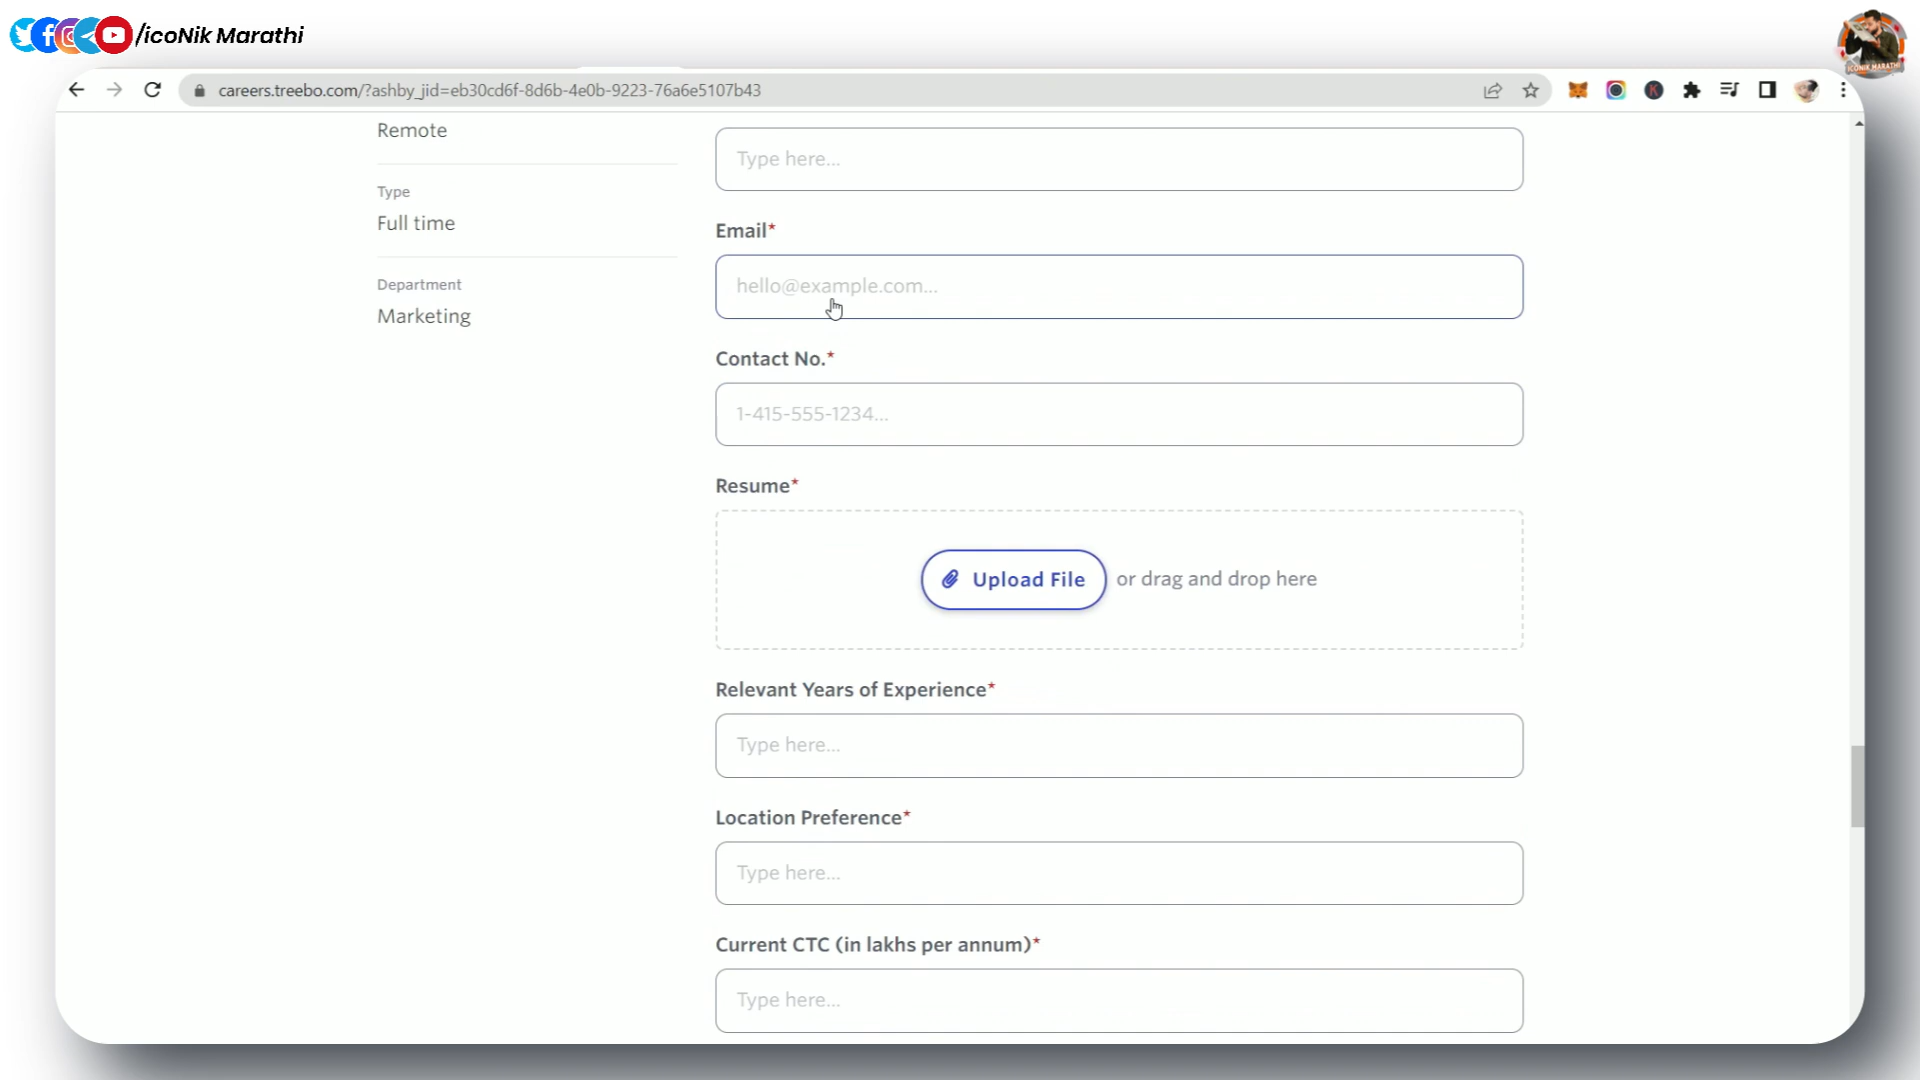 /icoNik Marathi
ICONIK MARATHI
careers.treebo.com/?ashby_jid=eb30cd6f-8d6b-4e0b-9223-76a6e5107b43
Remote
Type
Full time
Department
Marketing
Type here...
Email*
hello@example.com...
Contact No.*
1-415-555-1234...
Resume*
Upload File or drag and drop here
Relevant Years of Experience*
Type here...
Location Preference*
Type here...
Current CTC (in lakhs per annum)*
Type here...